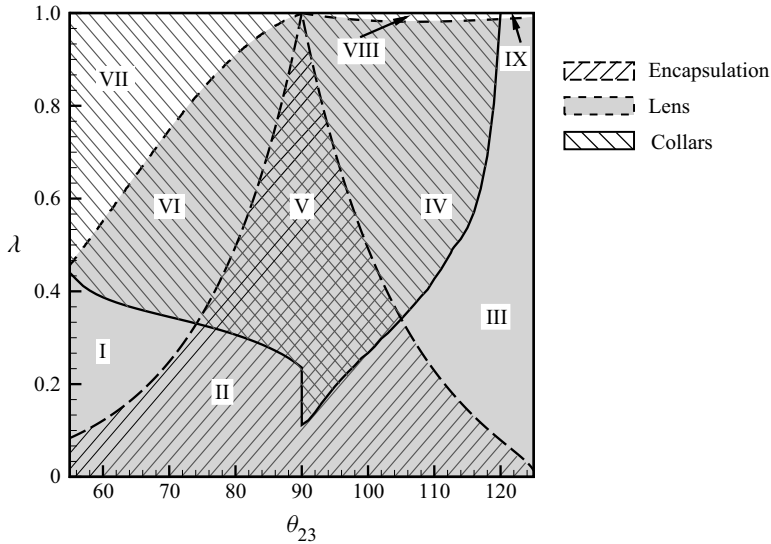 1.0
0.8
0.6
0.4
0.2
0
λ
60
70
80
90
100
110
120
θ23
VII
VIII
IX
VI
V
IV
I
II
III
Encapsulation
Lens
Collars